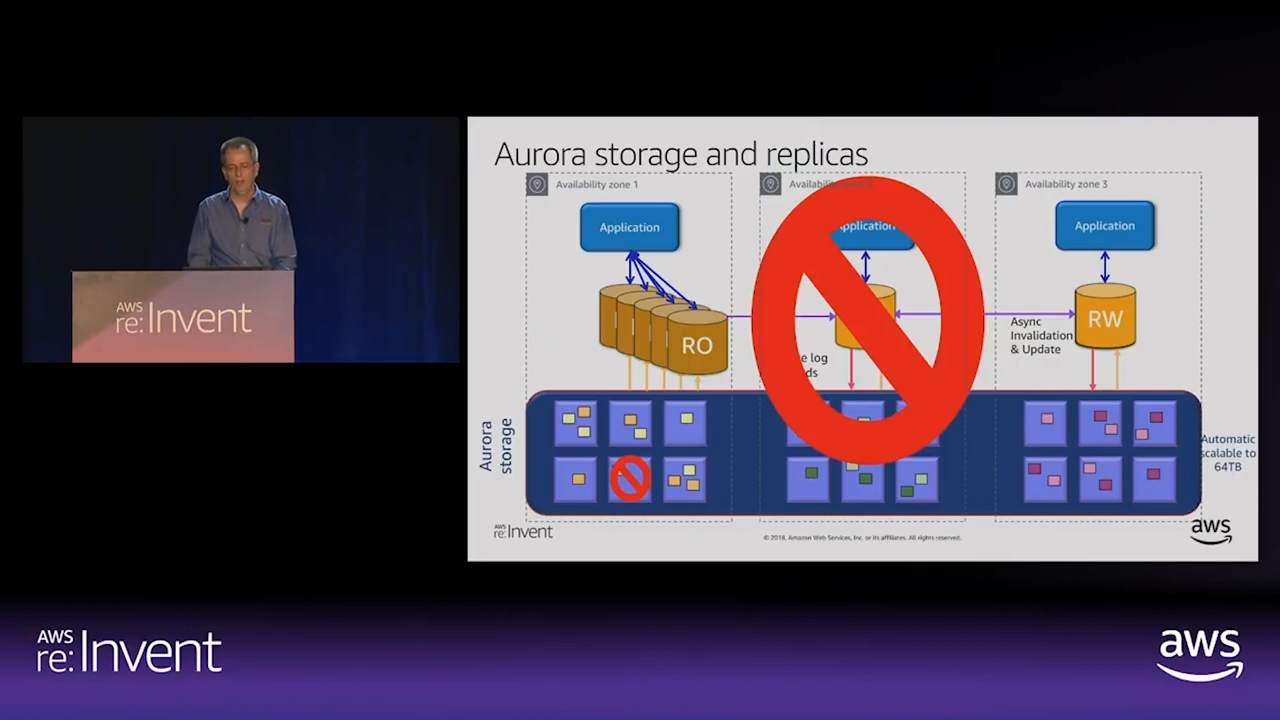 AWS
re:Invent
Aurora storage and replicas
Availability zone 1
Availability zone 3
Application
Application
Application
RO
RW
Async
Invalidation
& Update
log
Aurora
storage
Automatic
scalable to
64TB
AWS
re:Invent
© 2018, Amazon Web Services, Inc. or its affiliates. All rights reserved.
aws
AWS
re:Invent
aws